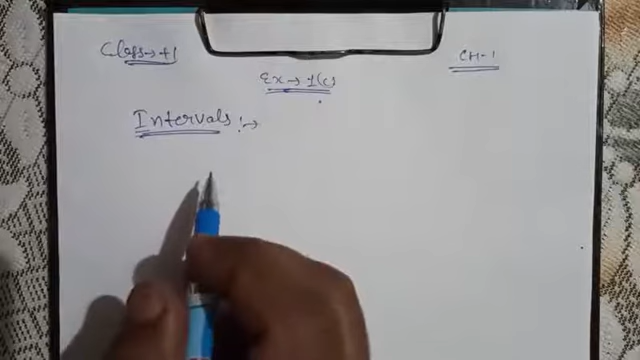 Class → +1
CH-1
Ex → 1(c)
Intervals :→